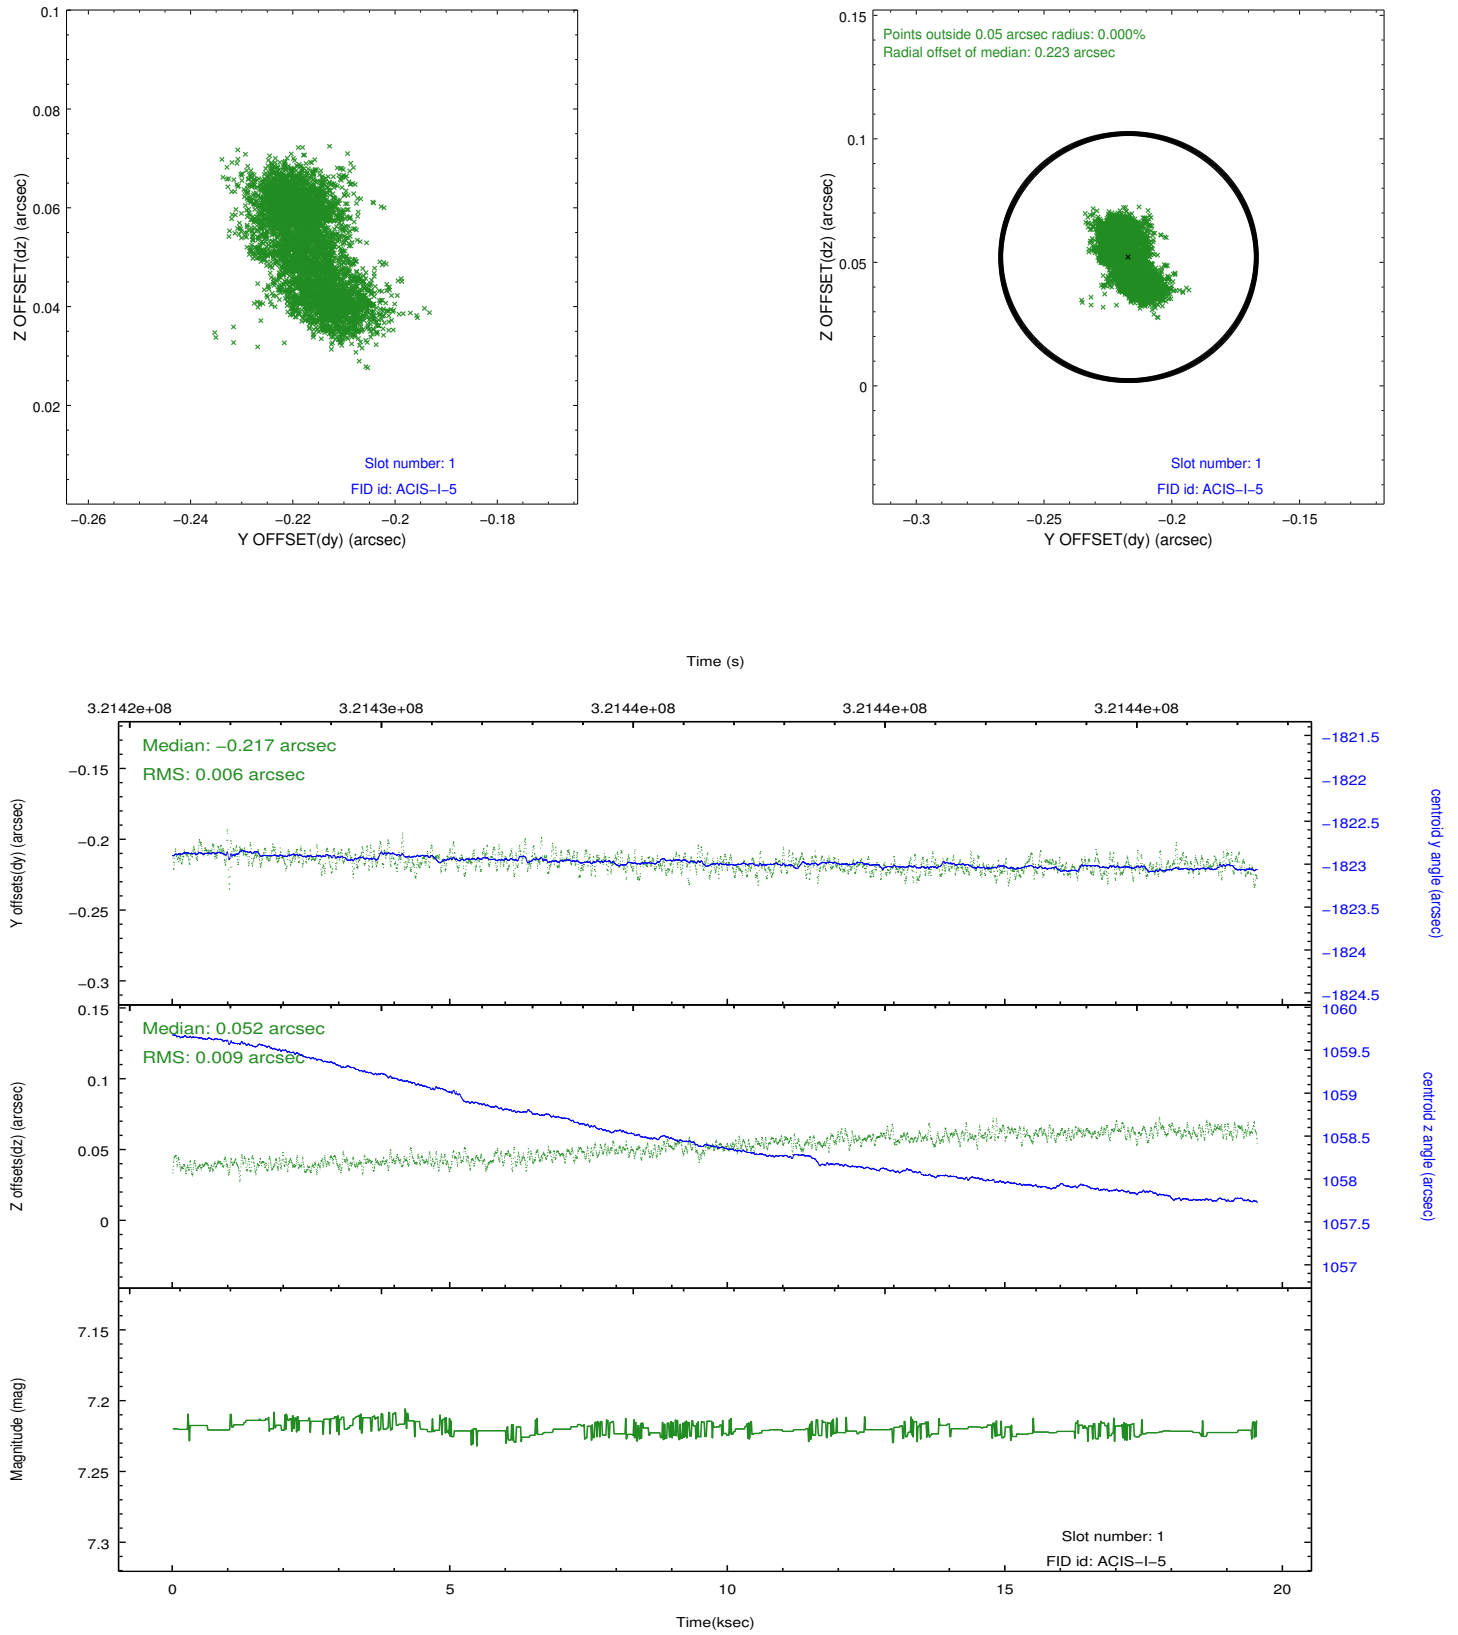 0.1
0.08
0.06
0.04
0.02
Z OFFSET(dz) (arcsec)
Slot number: 1
FID id: ACIS−I−5
−0.26
−0.24
−0.22
−0.2
−0.18
Y OFFSET(dy) (arcsec)
0.15
0.1
0.05
0
Z OFFSET(dz) (arcsec)
Points outside 0.05 arcsec radius: 0.000%
Radial offset of median: 0.223 arcsec
Slot number: 1
FID id: ACIS−I−5
−0.3
−0.25
−0.2
−0.15
Y OFFSET(dy) (arcsec)
Time (s)
3.2142e+08
3.2143e+08
3.2144e+08
3.2144e+08
3.2144e+08
Median: −0.217 arcsec
RMS: 0.006 arcsec
−0.15
−0.2
−0.25
−0.3
Y offsets(dy) (arcsec)
−1821.5
−1822
−1822.5
−1823
−1823.5
−1824
−1824.5
centroid y angle (arcsec)
Median: 0.052 arcsec
RMS: 0.009 arcsec
0.15
0.1
0.05
0
Z offsets(dz) (arcsec)
1060
1059.5
1059
1058.5
1058
1057.5
1057
centroid z angle (arcsec)
7.15
7.2
7.25
7.3
Magnitude (mag)
Slot number: 1
FID id: ACIS−I−5
0
5
10
15
20
Time(ksec)